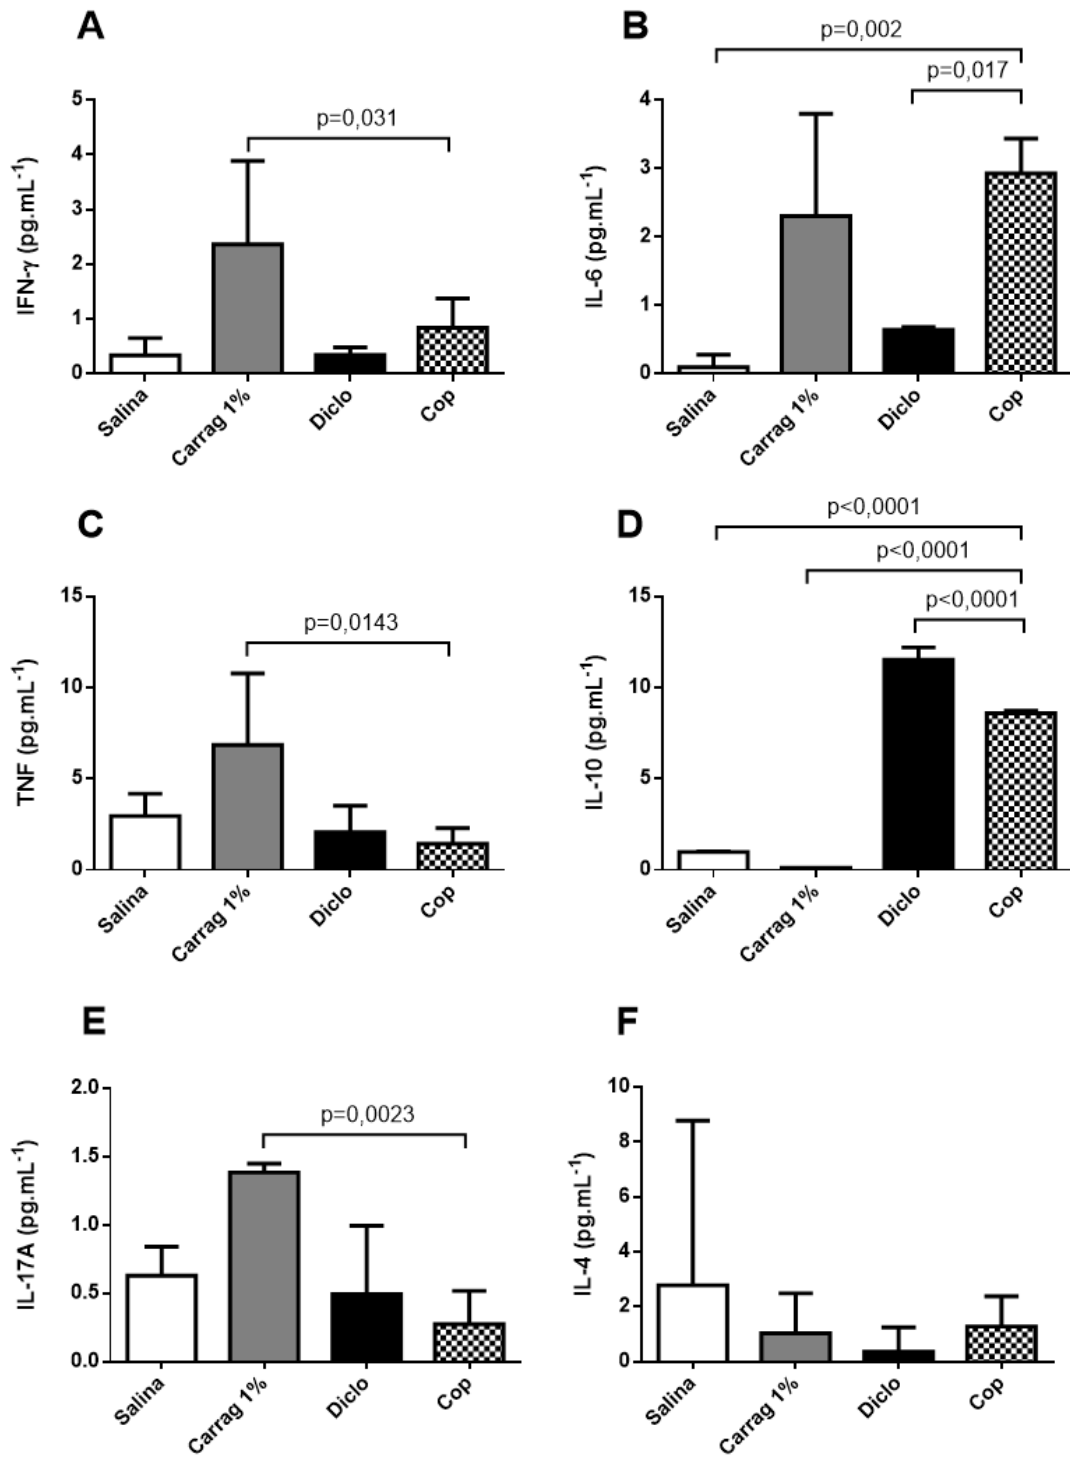 A
B
p=0,002
p=0,017
p=0,031
IFN-γ (pg.mL-1)
5
4
3
2
1
0
Salina
Carrag 1%
Diclo
Cop
IL-6 (pg.mL-1)
4
3
2
1
0
Salina
Carrag 1%
Diclo
Cop
C
D
p<0,0001
p<0,0001
p<0,0001
p=0,0143
TNF (pg.mL-1)
15
10
5
0
Salina
Carrag 1%
Diclo
Cop
IL-10 (pg.mL-1)
15
10
5
0
Salina
Carrag 1%
Diclo
Cop
E
F
p=0,0023
IL-17A (pg.mL-1)
2.0
1.5
1.0
0.5
0.0
Salina
Carrag 1%
Diclo
Cop
IL-4 (pg.mL-1)
10
8
6
4
2
0
Salina
Carrag 1%
Diclo
Cop